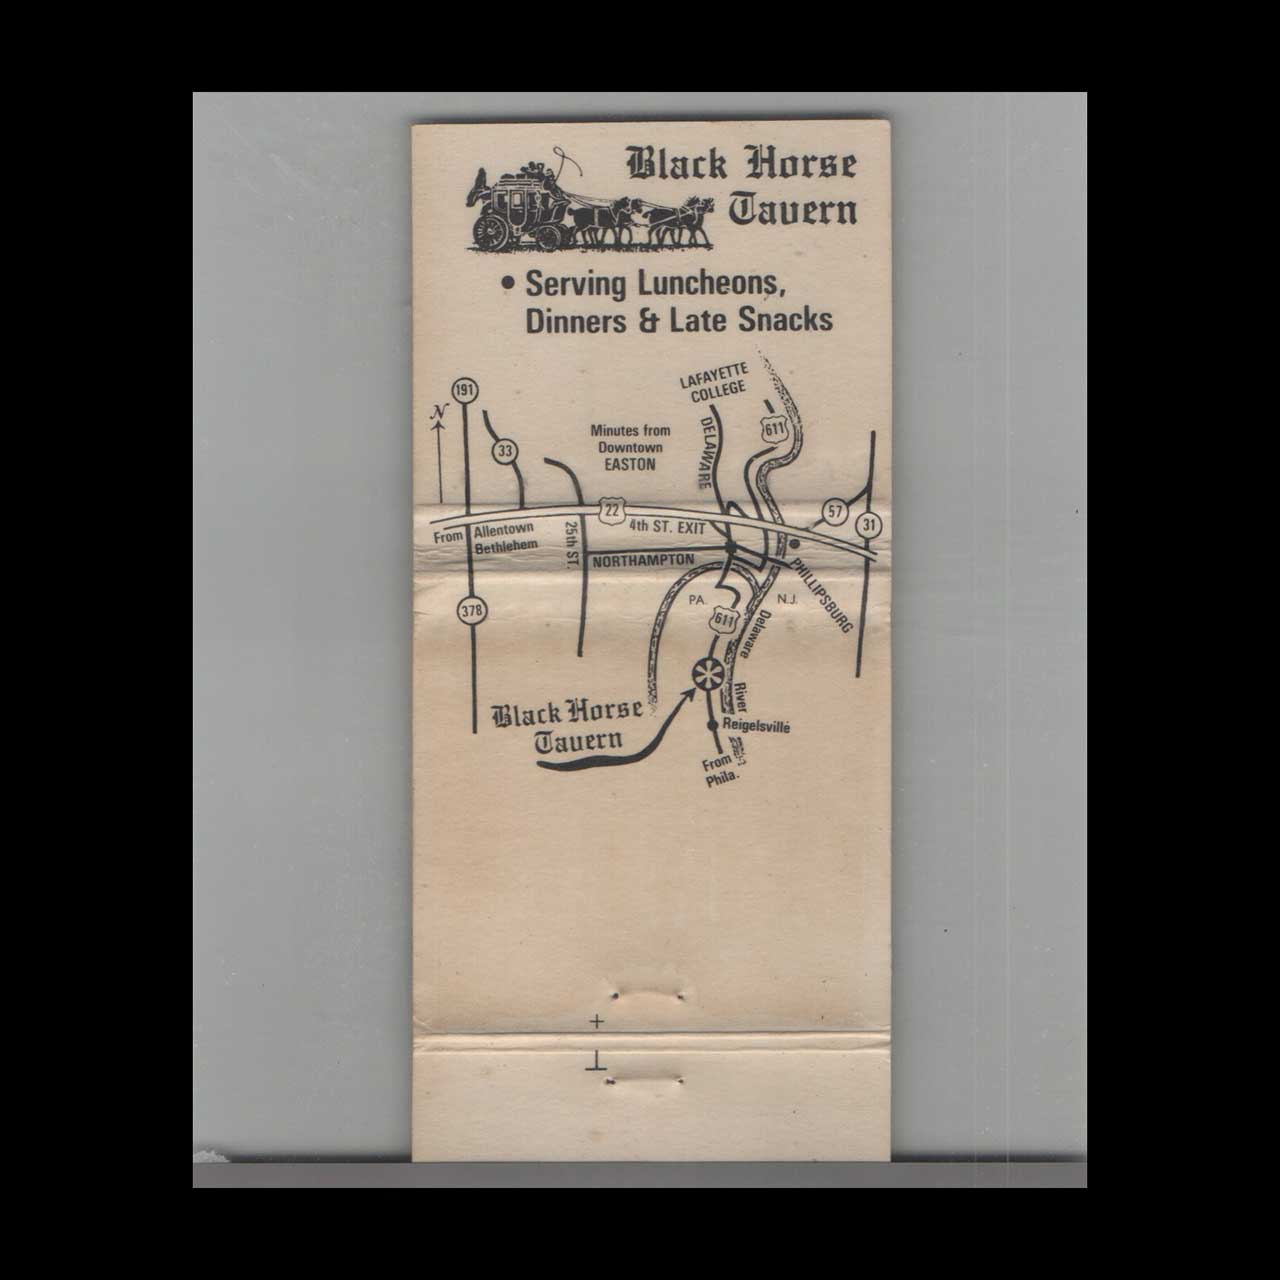 Black Horse
Tavern
• Serving Luncheons,
Dinners & Late Snacks
LAFAYETTE
COLLEGE
191
N
611
DELAWARE
Minutes from
Downtown
EASTON
33
22
57
31
4th ST. EXIT
From
Allentown
Bethlehem
25th ST.
NORTHAMPTON
PHILLIPSBURG
PA.
N.J.
378
611
Delaware
River
Black Horse
Tavern
Reigelsville
From
Phila.